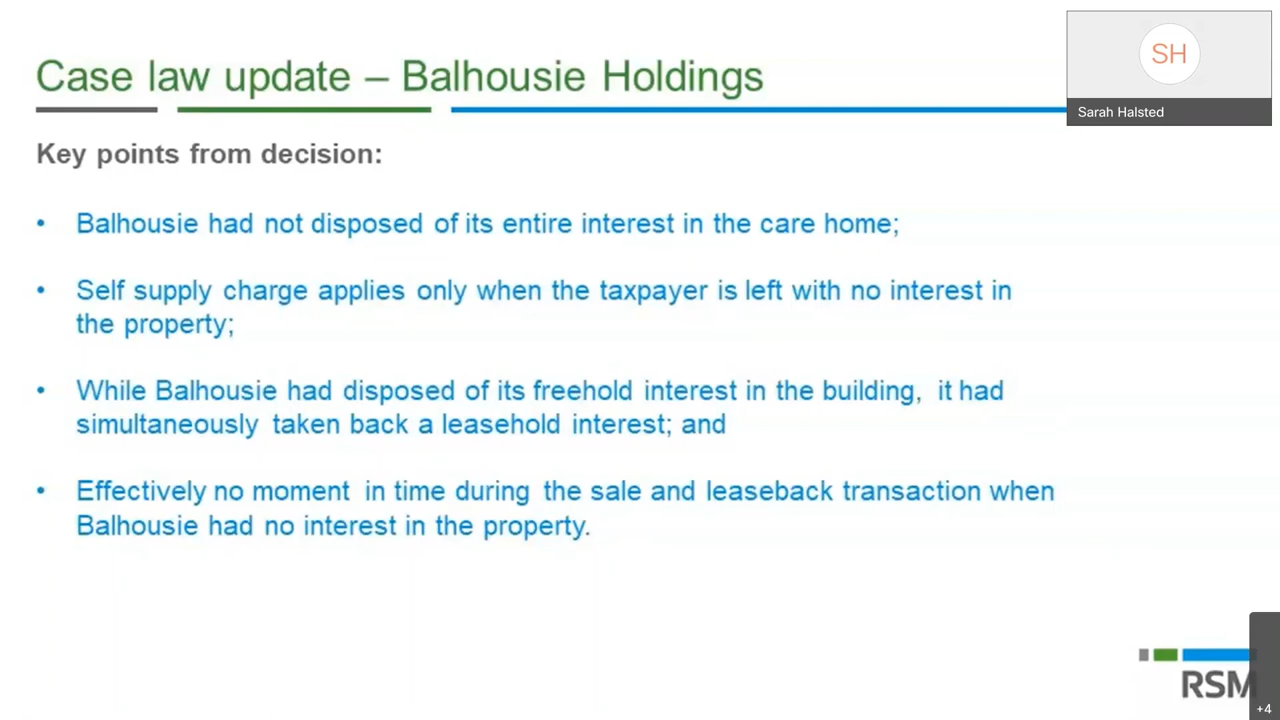 Case law update – Balhousie Holdings
SH
Sarah Halsted
Key points from decision:
• Balhousie had not disposed of its entire interest in the care home;
• Self supply charge applies only when the taxpayer is left with no interest in
the property;
• While Balhousie had disposed of its freehold interest in the building, it had
simultaneously taken back a leasehold interest; and
• Effectively no moment in time during the sale and leaseback transaction when
Balhousie had no interest in the property.
RSM
+4